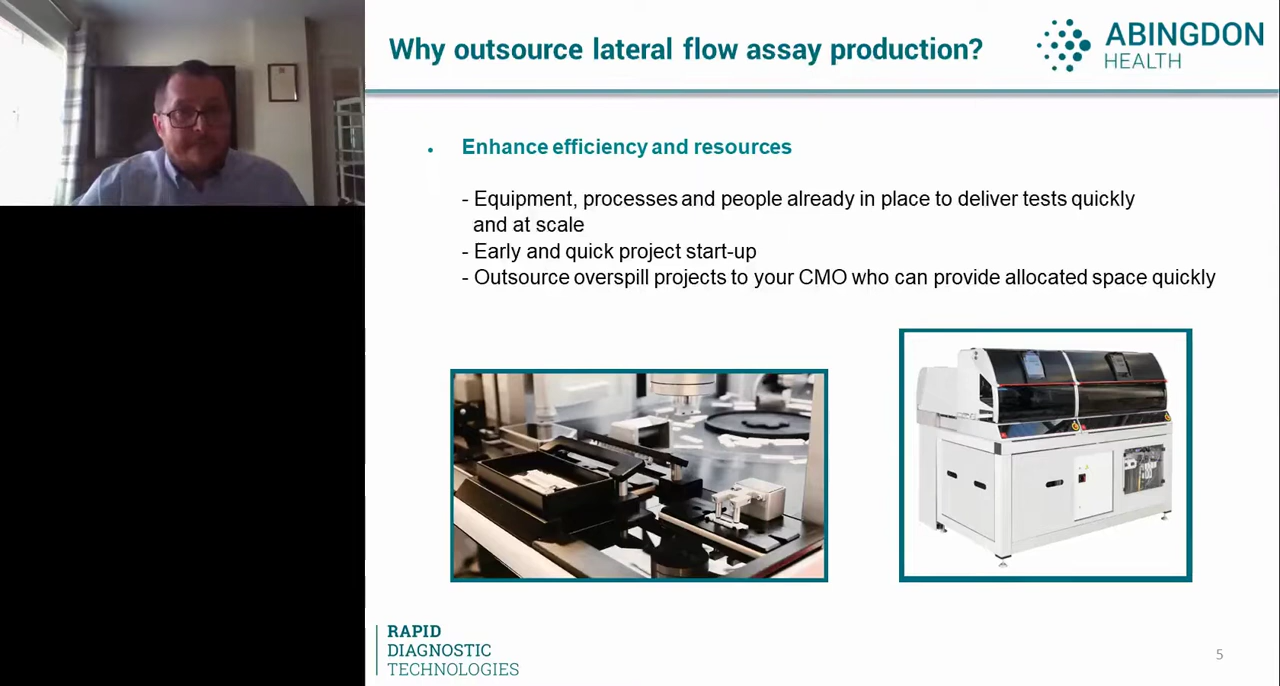 Why outsource lateral flow assay production?
ABINGDON
HEALTH
• Enhance efficiency and resources
- Equipment, processes and people already in place to deliver tests quickly
and at scale
- Early and quick project start-up
- Outsource overspill projects to your CMO who can provide allocated space quickly
RAPID
DIAGNOSTIC
TECHNOLOGIES
5